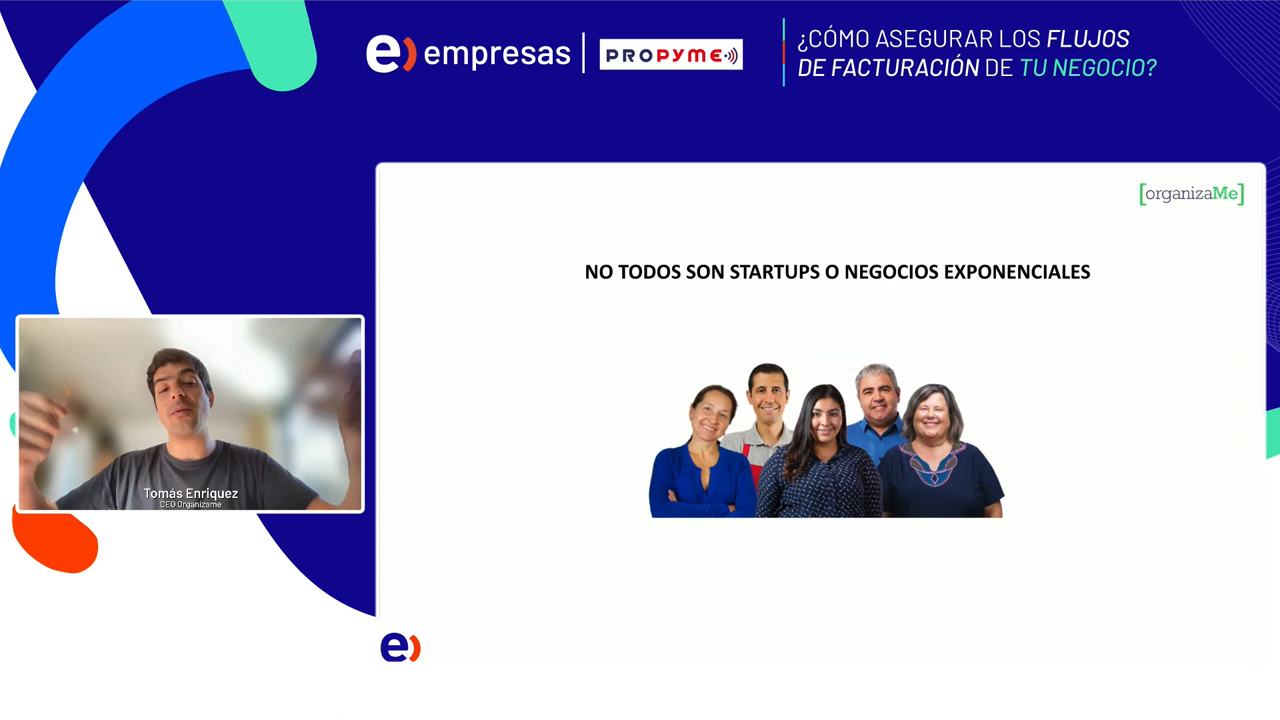 e) empresas
PROPYME
¿CÓMO ASEGURAR LOS FLUJOS
DE FACTURACIÓN DE TU NEGOCIO?
[organizaMe]
NO TODOS SON STARTUPS O NEGOCIOS EXPONENCIALES
Tomás Enriquez
CEO Organizame
e)